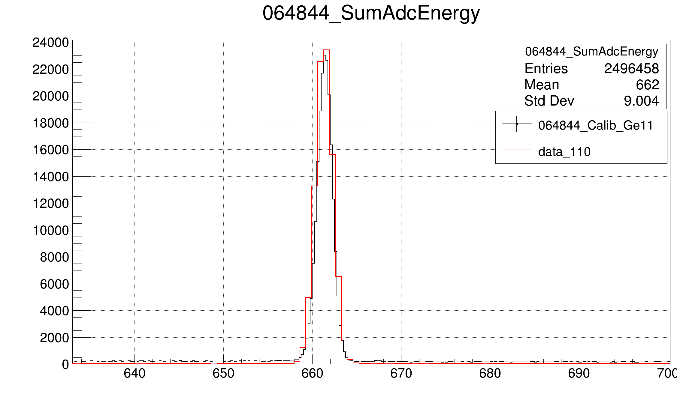 064844_SumAdcEnergy
24000
22000
20000
18000
16000
14000
12000
10000
8000
6000
4000
2000
0
064844_SumAdcEnergy
Entries 2496458
Mean 662
Std Dev 9.004
064844_Calib_Ge11
data_110
640 650 660 670 680 690 700